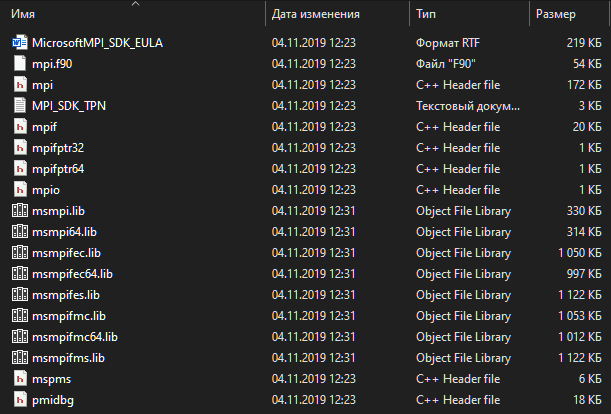 Имя Дата изменения Тип Размер
MicrosoftMPI_SDK_EULA 04.11.2019 12:23 Формат RTF 219 КБ
mpi.f90 04.11.2019 12:23 Файл "F90" 54 КБ
mpi 04.11.2019 12:23 C++ Header file 172 КБ
MPI_SDK_TPN 04.11.2019 12:23 Текстовый докум... 3 КБ
mpif 04.11.2019 12:23 C++ Header file 20 КБ
mpifptr32 04.11.2019 12:23 C++ Header file 1 КБ
mpifptr64 04.11.2019 12:23 C++ Header file 1 КБ
mpio 04.11.2019 12:23 C++ Header file 1 КБ
msmpi.lib 04.11.2019 12:31 Object File Library 330 КБ
msmpi64.lib 04.11.2019 12:31 Object File Library 314 КБ
msmpifec.lib 04.11.2019 12:31 Object File Library 1 050 КБ
msmpifec64.lib 04.11.2019 12:31 Object File Library 997 КБ
msmpifes.lib 04.11.2019 12:31 Object File Library 1 122 КБ
msmpifmc.lib 04.11.2019 12:31 Object File Library 1 053 КБ
msmpifmc64.lib 04.11.2019 12:31 Object File Library 1 012 КБ
msmpifms.lib 04.11.2019 12:31 Object File Library 1 122 КБ
mspms 04.11.2019 12:23 C++ Header file 6 КБ
pmidbg 04.11.2019 12:23 C++ Header file 18 КБ